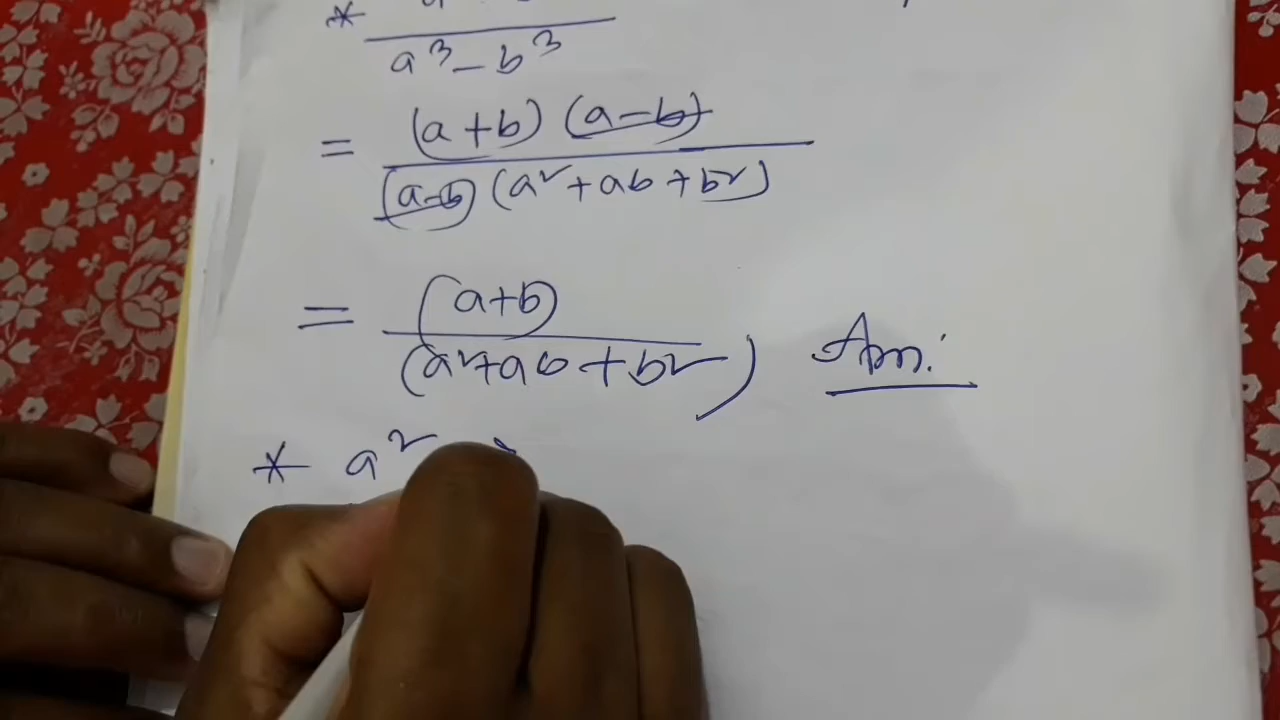 *
a³ - b³
= (a+b) (a-b)
(a-b) (a²+ab+b²)
= (a+b)
(a²+ab+b²) Ans:
* a²